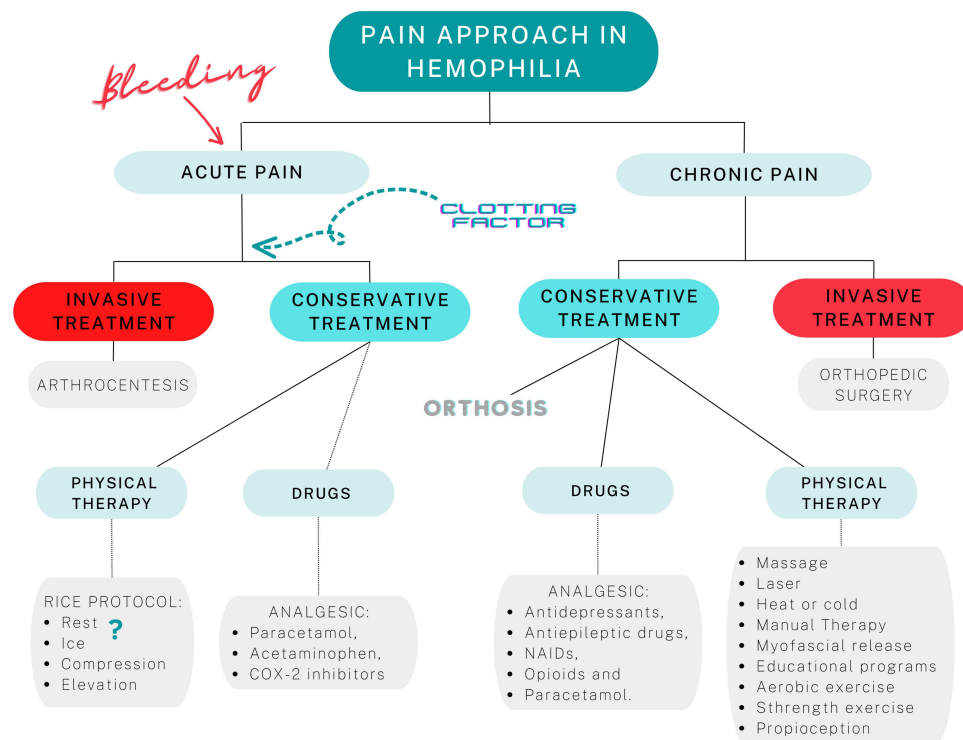 PAIN APPROACH IN
HEMOPHILIA
Bleeding
ACUTE PAIN
CHRONIC PAIN
CLOTTING
FACTOR
INVASIVE
TREATMENT
CONSERVATIVE
TREATMENT
CONSERVATIVE
TREATMENT
INVASIVE
TREATMENT
ARTHROCENTESIS
ORTHOSIS
ORTHOPEDIC
SURGERY
PHYSICAL
THERAPY
DRUGS
DRUGS
PHYSICAL
THERAPY
RICE PROTOCOL:
• Rest ?
• Ice
• Compression
• Elevation
ANALGESIC:
• Paracetamol,
• Acetaminophen,
• COX-2 inhibitors
ANALGESIC:
• Antidepressants,
• Antiepileptic drugs,
• NAIDs,
• Opioids and
• Paracetamol.
• Massage
• Laser
• Heat or cold
• Manual Therapy
• Myofascial release
• Educational programs
• Aerobic exercise
• Sthrength exercise
• Propioception